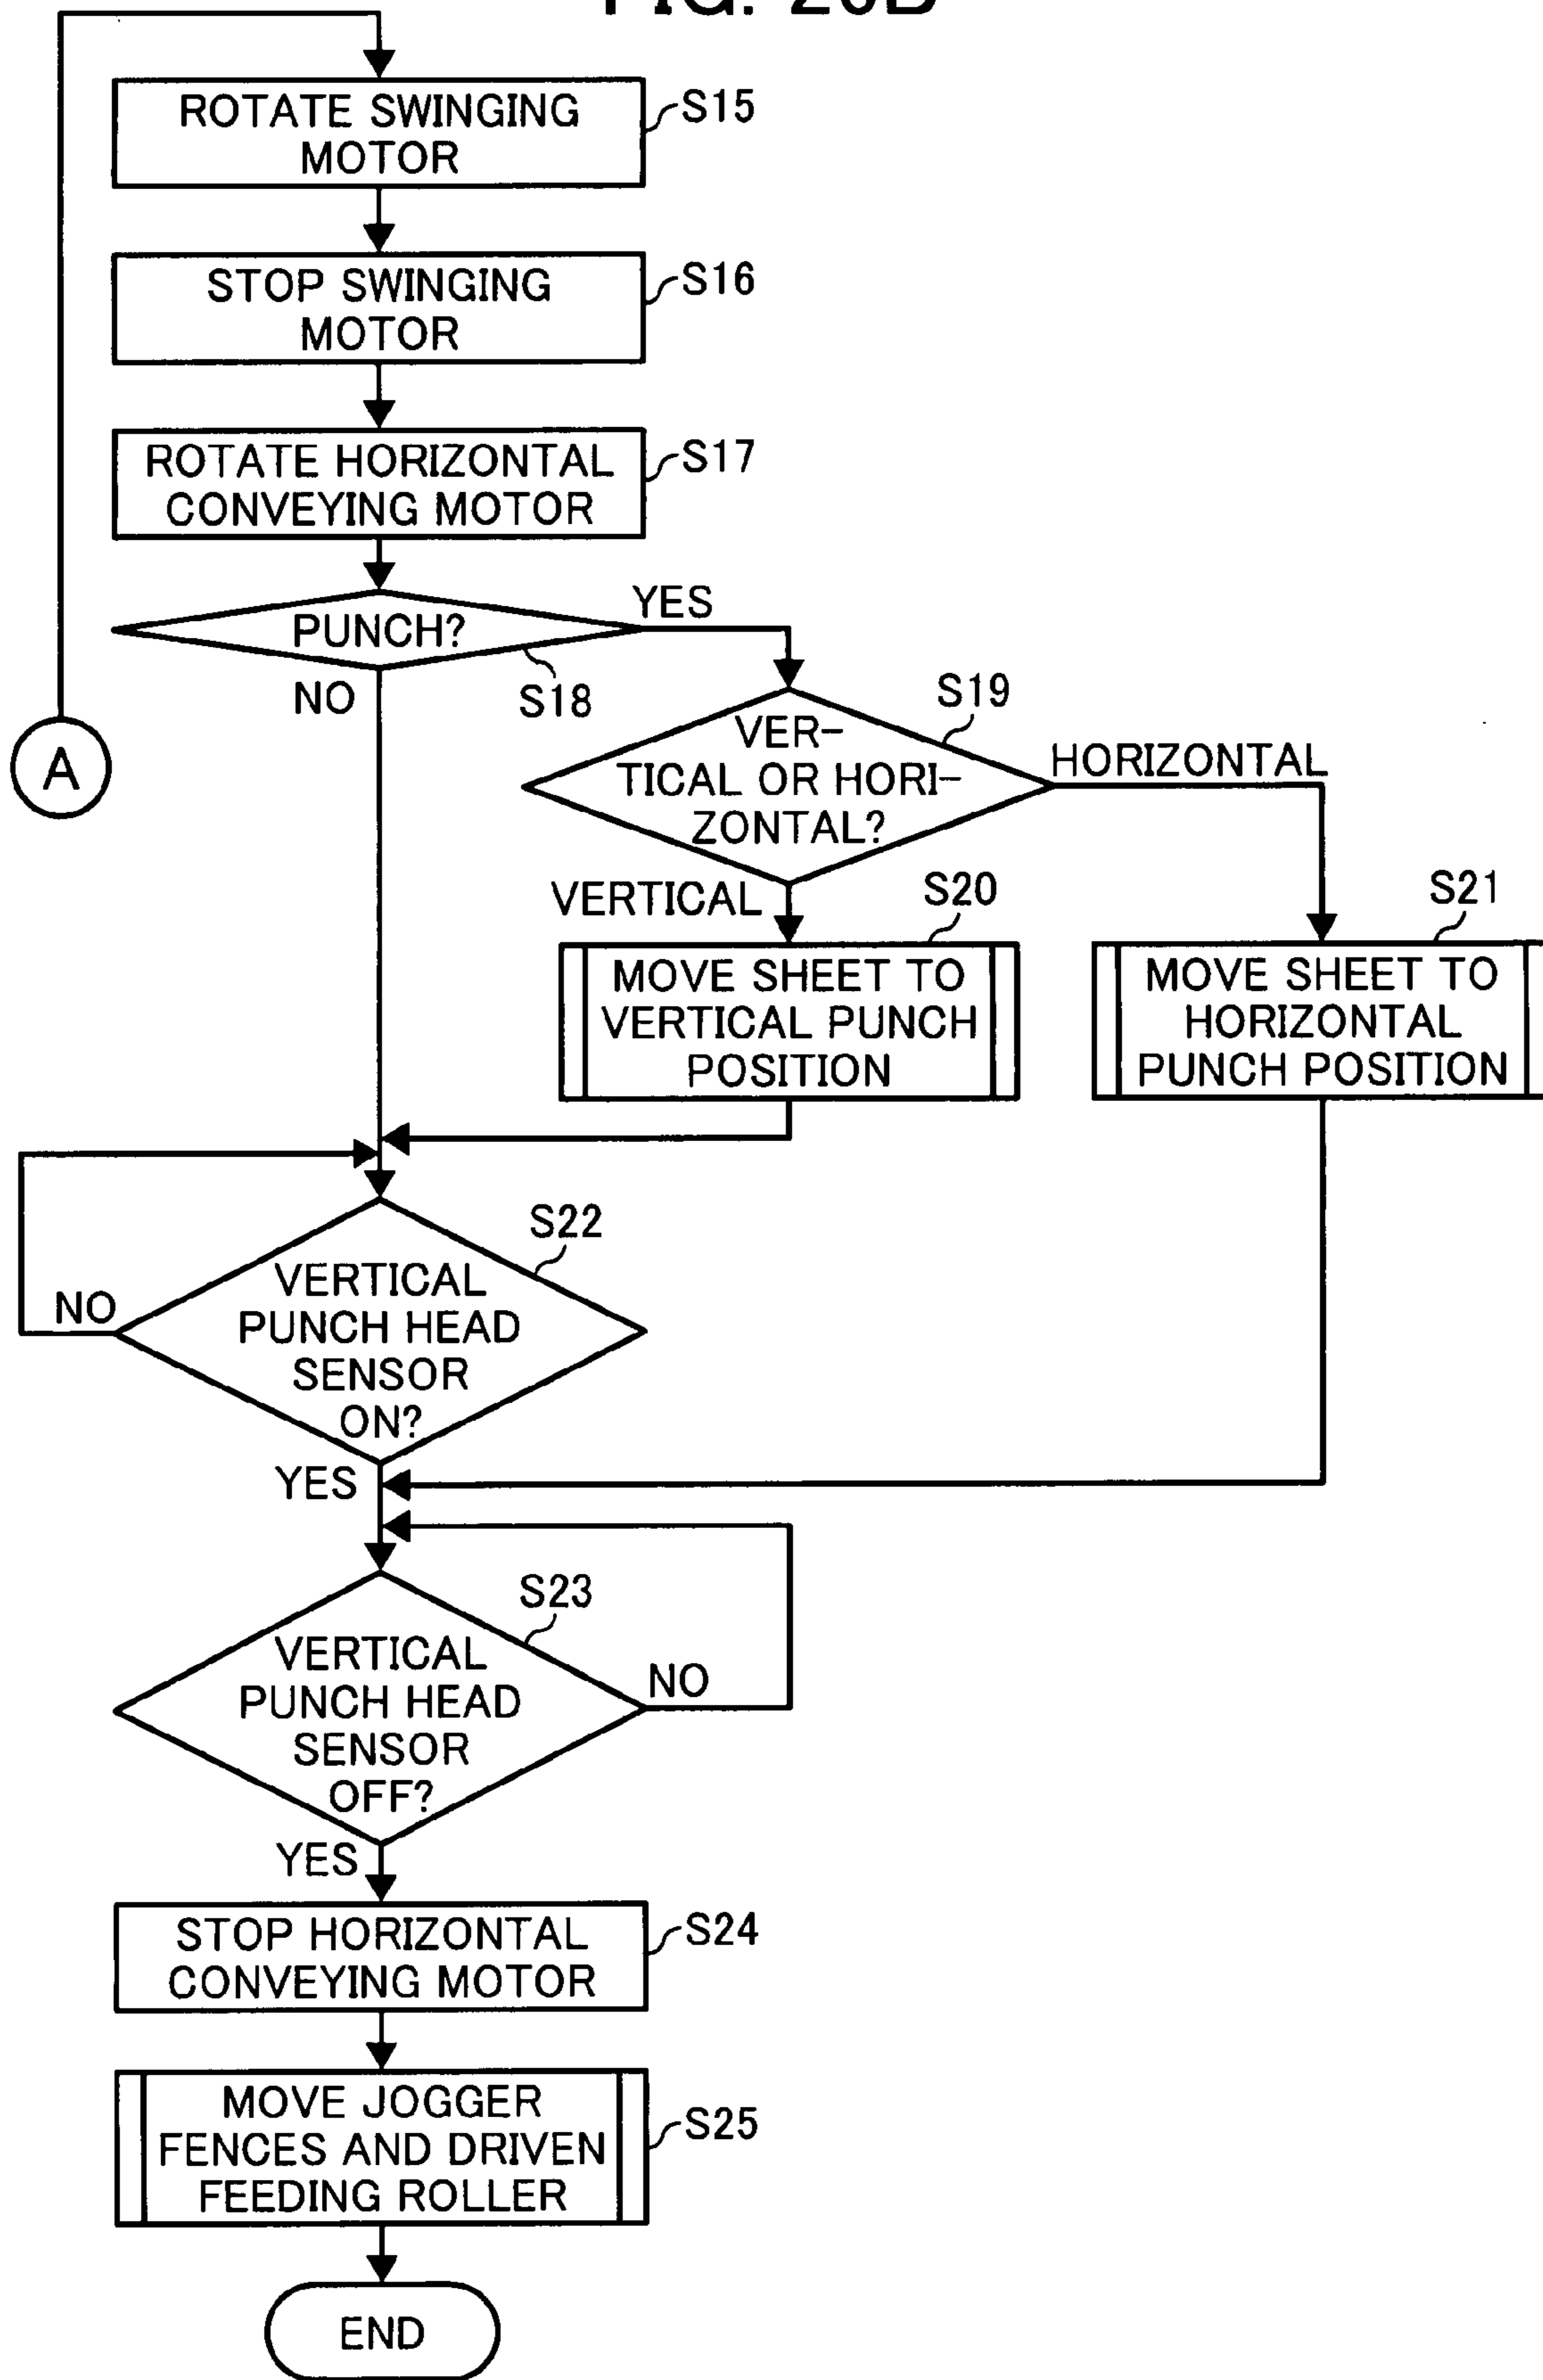 ROTATE SWINGING
MOTOR
S15
STOP SWINGING
MOTOR
S16
ROTATE HORIZONTAL
CONVEYING MOTOR
S17
PUNCH?
YES
NO
S18
A
VER-
TICAL OR HORI-
ZONTAL?
S19
HORIZONTAL
VERTICAL
S20
S21
MOVE SHEET TO
VERTICAL PUNCH
POSITION
MOVE SHEET TO
HORIZONTAL
PUNCH POSITION
S22
VERTICAL
PUNCH HEAD
SENSOR
ON?
NO
YES
S23
VERTICAL
PUNCH HEAD
SENSOR
OFF?
NO
YES
STOP HORIZONTAL
CONVEYING MOTOR
S24
MOVE JOGGER
FENCES AND DRIVEN
FEEDING ROLLER
S25
END